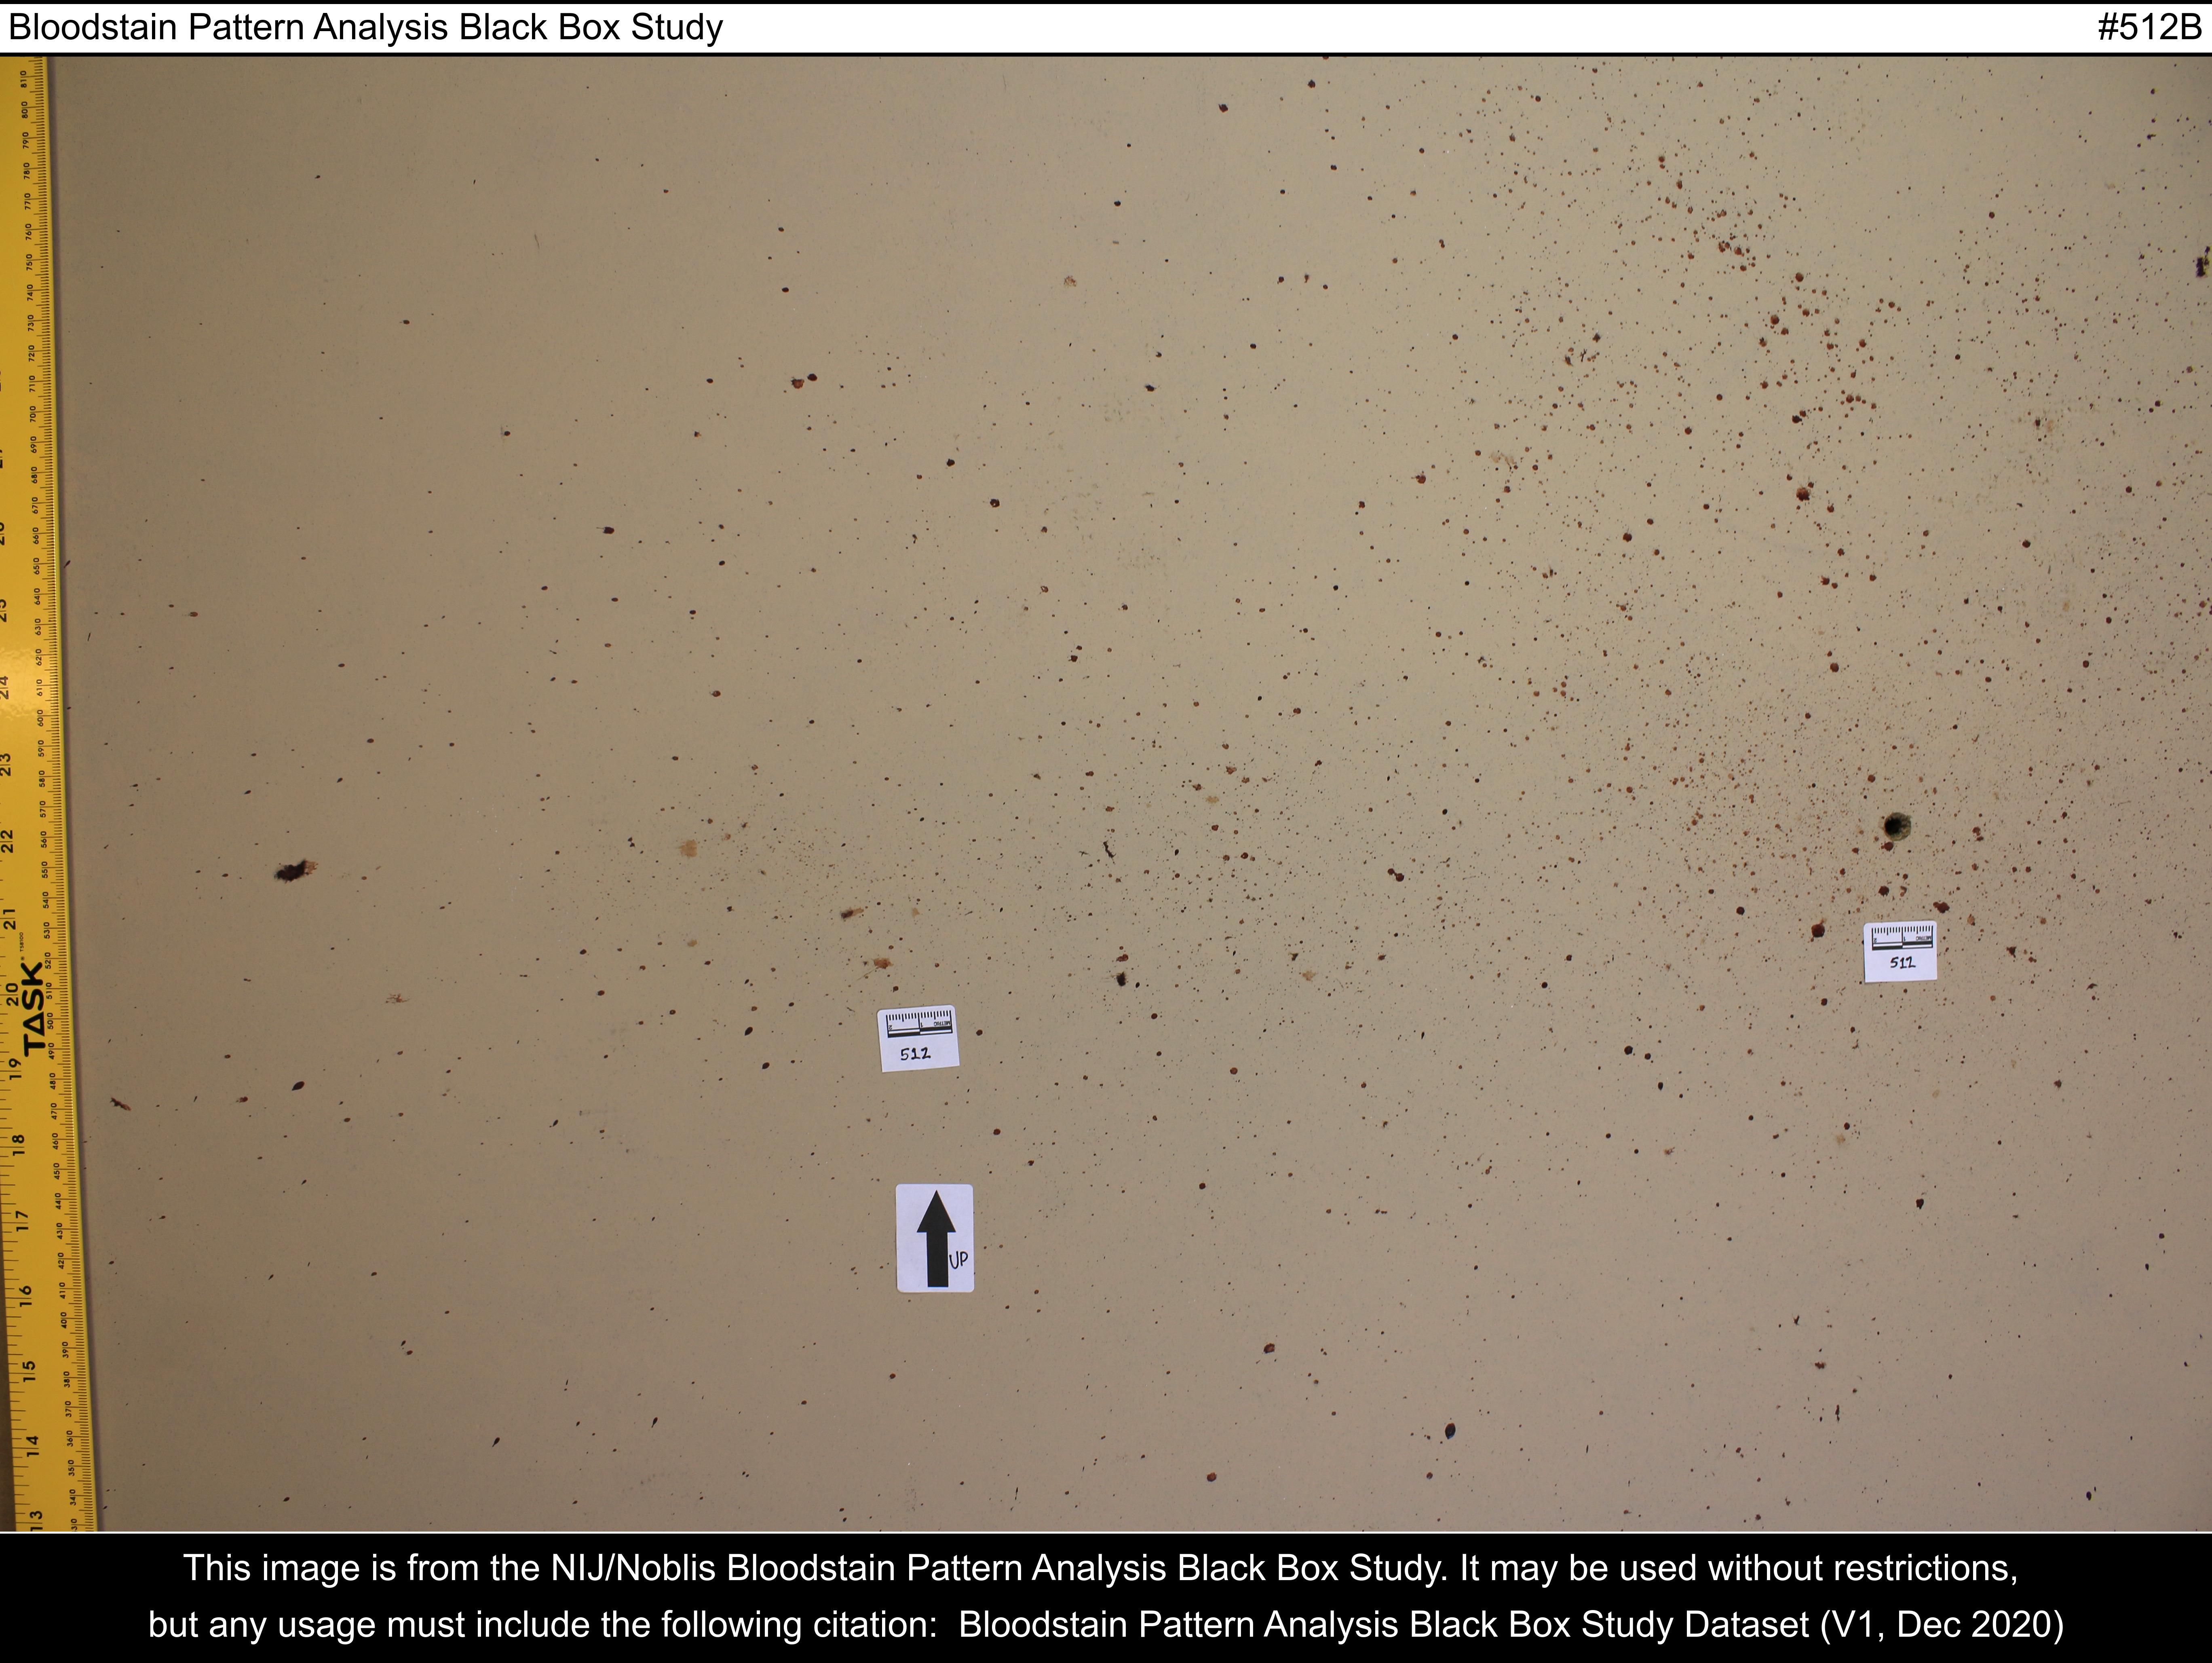 Bloodstain Pattern Analysis Black Box Study #512B
TASK
512
512
UP
This image is from the NIJ/Noblis Bloodstain Pattern Analysis Black Box Study. It may be used without restrictions,
but any usage must include the following citation: Bloodstain Pattern Analysis Black Box Study Dataset (V1, Dec 2020)